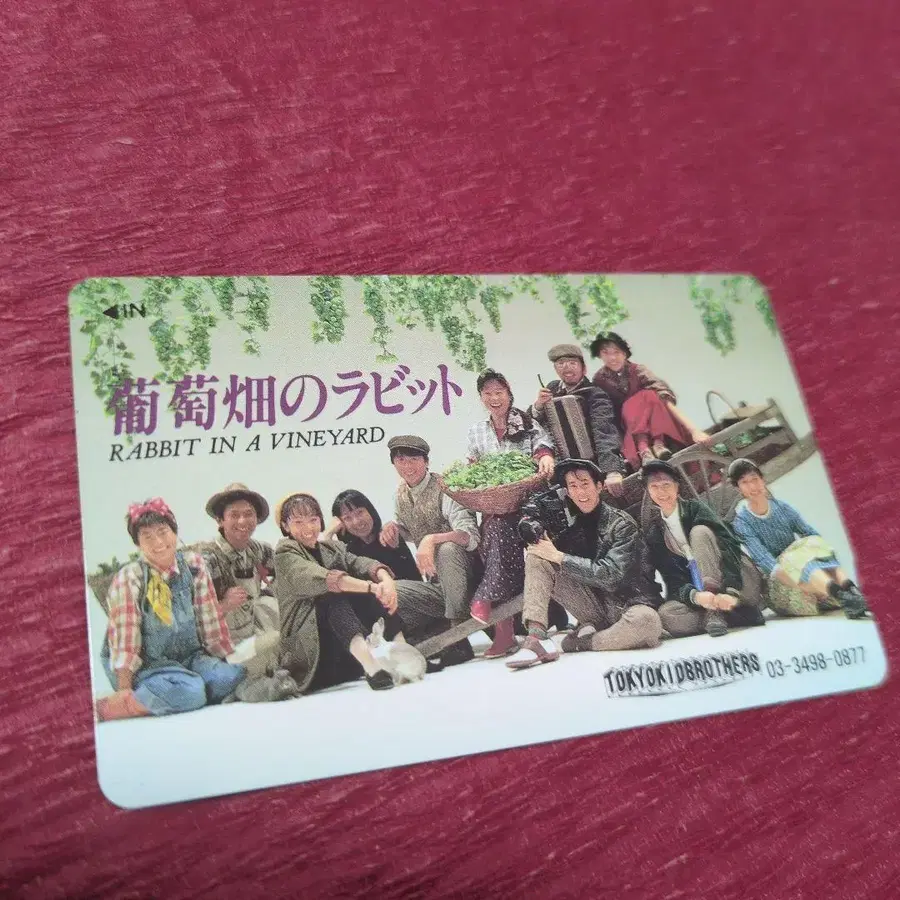 ◀IN
葡萄畑のラビット
RABBIT IN A VINEYARD
TOKYOKIDBROTHERS 03-3498-0877